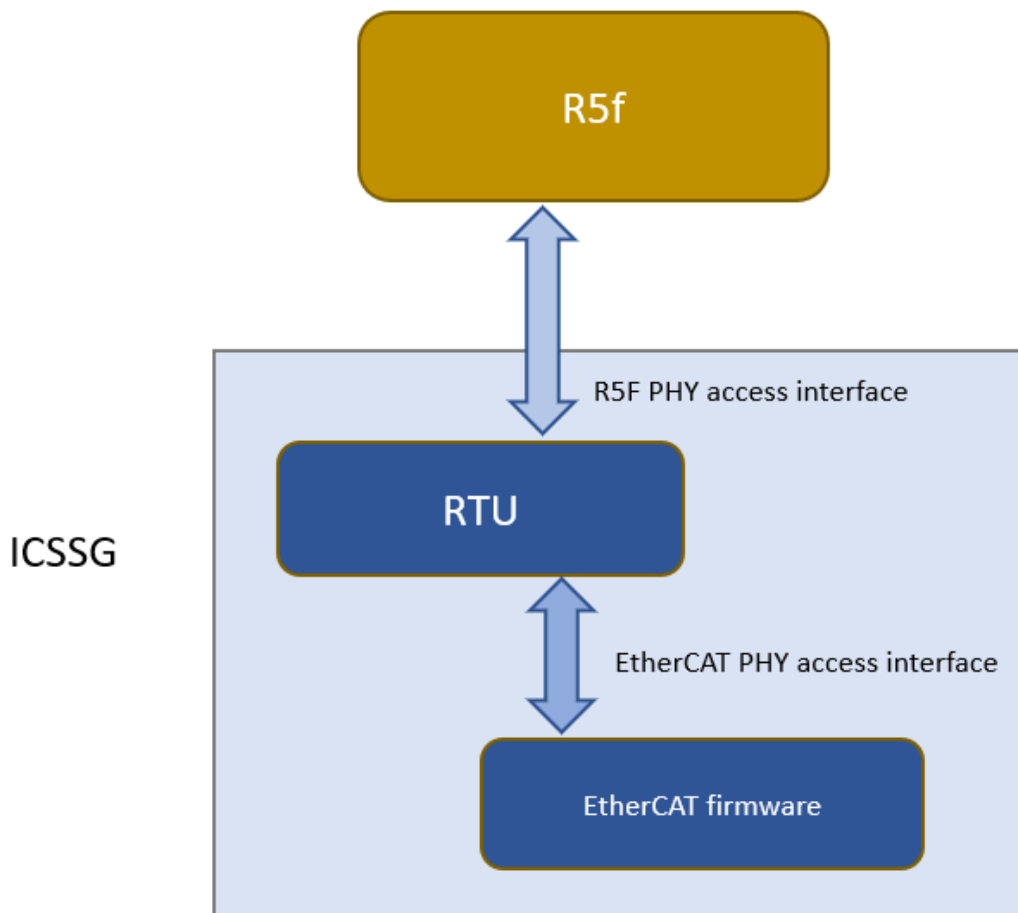 R5f
R5F PHY access interface
RTU
ICSSG
EtherCAT PHY access interface
EtherCAT firmware